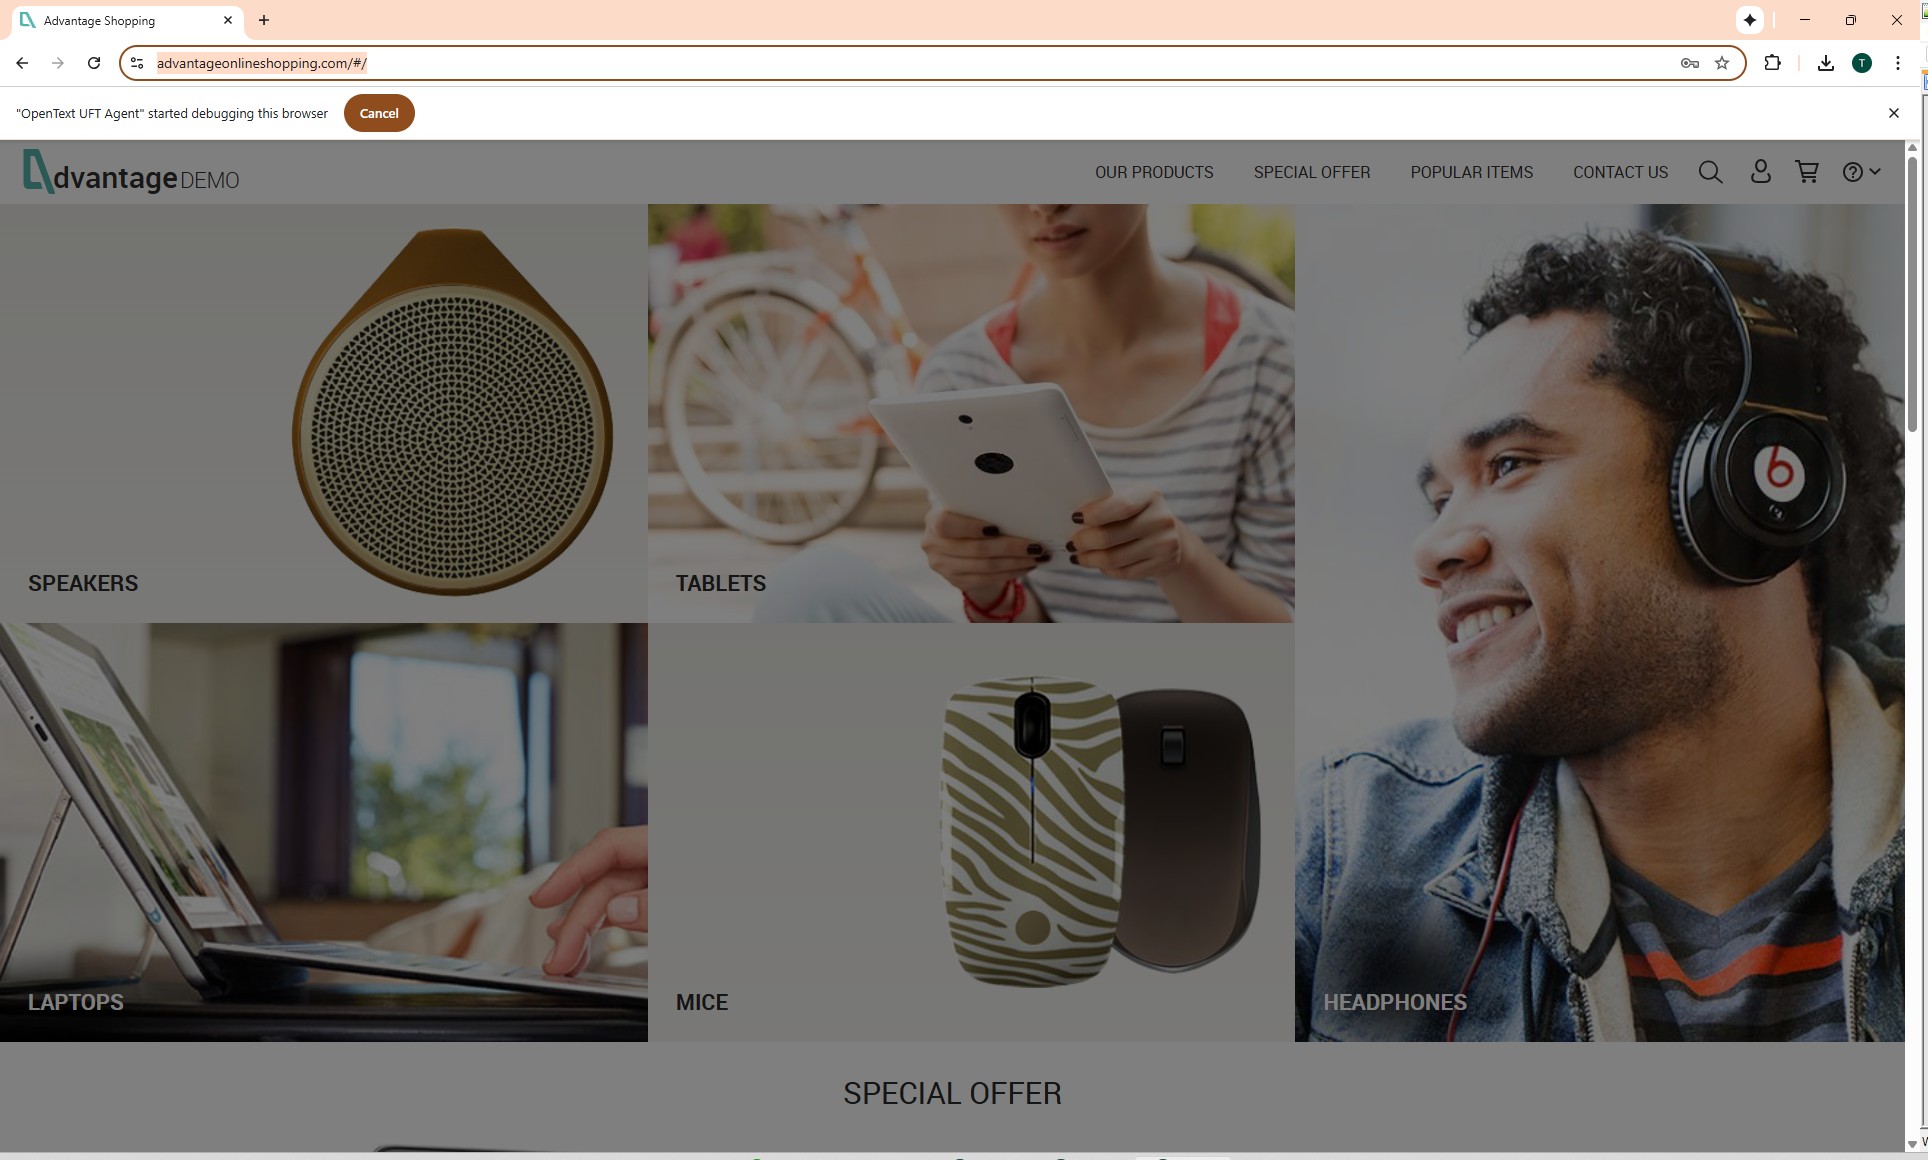 Advantage Shopping
advantageonlineshopping.com/#/
T
"OpenText UFT Agent" started debugging this browser
Cancel
dvantage DEMO
OUR PRODUCTS
SPECIAL OFFER
POPULAR ITEMS
CONTACT US
?
SPEAKERS
TABLETS
b
LAPTOPS
MICE
HEADPHONES
SPECIAL OFFER